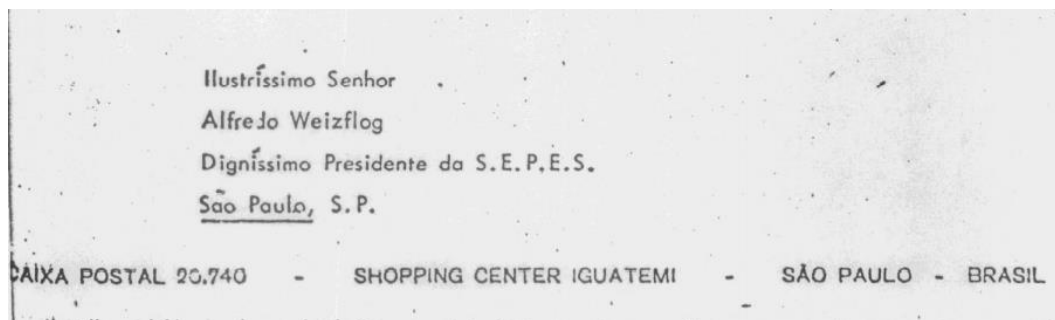 Ilustríssimo Senhor
Alfredo Weizflog
Digníssimo Presidente da S.E.P.E.S.
São Paulo, S.P.
CAIXA POSTAL 20.740 - SHOPPING CENTER IGUATEMI - SÃO PAULO - BRASIL